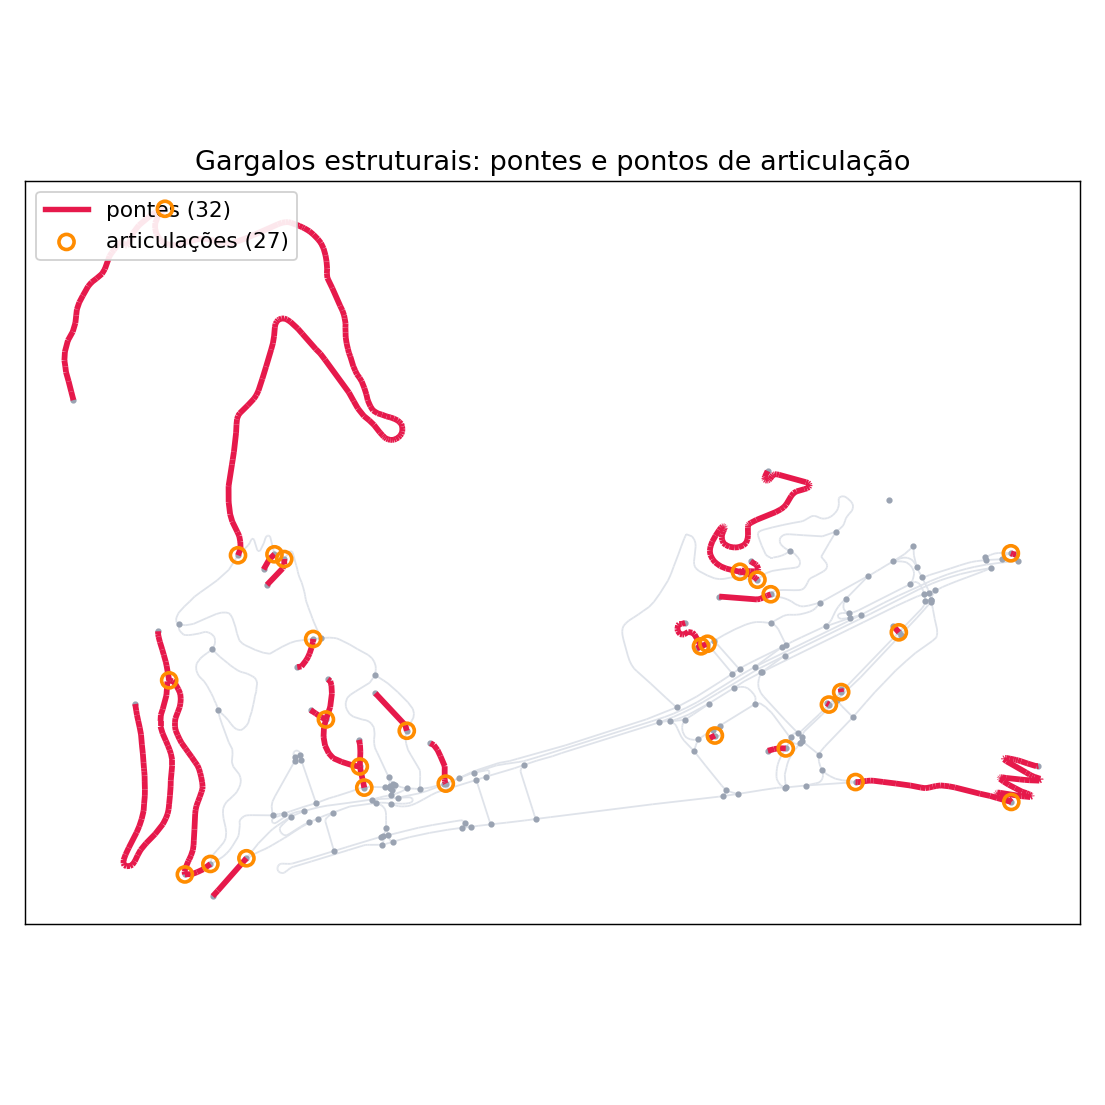 Gargalos estruturais: pontes e pontos de articulação
pontes (32)
articulações (27)